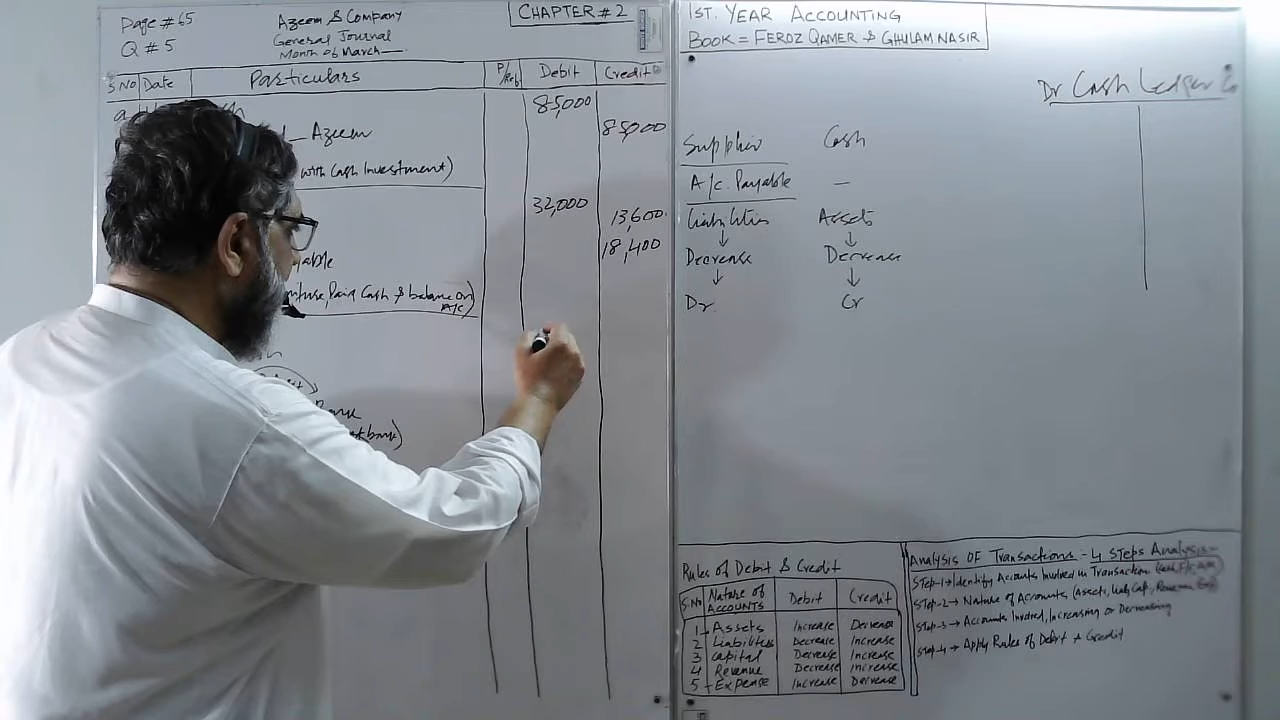 Page # 65
Q # 5
Azeem & Company
General Journal
Month of March
CHAPTER # 2
S.No Date Particulars P/Ref Debit Credit
a
85,000
Azeem 85,000
with Cash Investment)
32,000
13,600
18,400
Paid Cash & balance on
A/c)
1ST. YEAR ACCOUNTING
BOOK = FEROZ QAMER & GHULAM NASIR
Dr Cash Ledger Cr
Supplier Cash
A/c. Payable —
Liabilities Assets
↓ ↓
Decrease Decrease
↓ ↓
Dr. Cr
Rules of Debit & Credit
S.No Nature of ACCOUNTS Debit Credit
1 Assets Increase Decrease
2 Liabilities Decrease Increase
3 Capital Decrease Increase
4 Revenue Decrease Increase
5 Expense Increase Decrease
Analysis OF Transactions - 4 STeps Analysis-
STep-1→ Identify Accounts Involved in Transaction
STep-2→ Nature of Accounts (Assets, Liab, Cap, Revenue
STep-3→ Accounts Involved, Increasing or Decreasing
STep-4→ Apply Rules of Debit & Credit